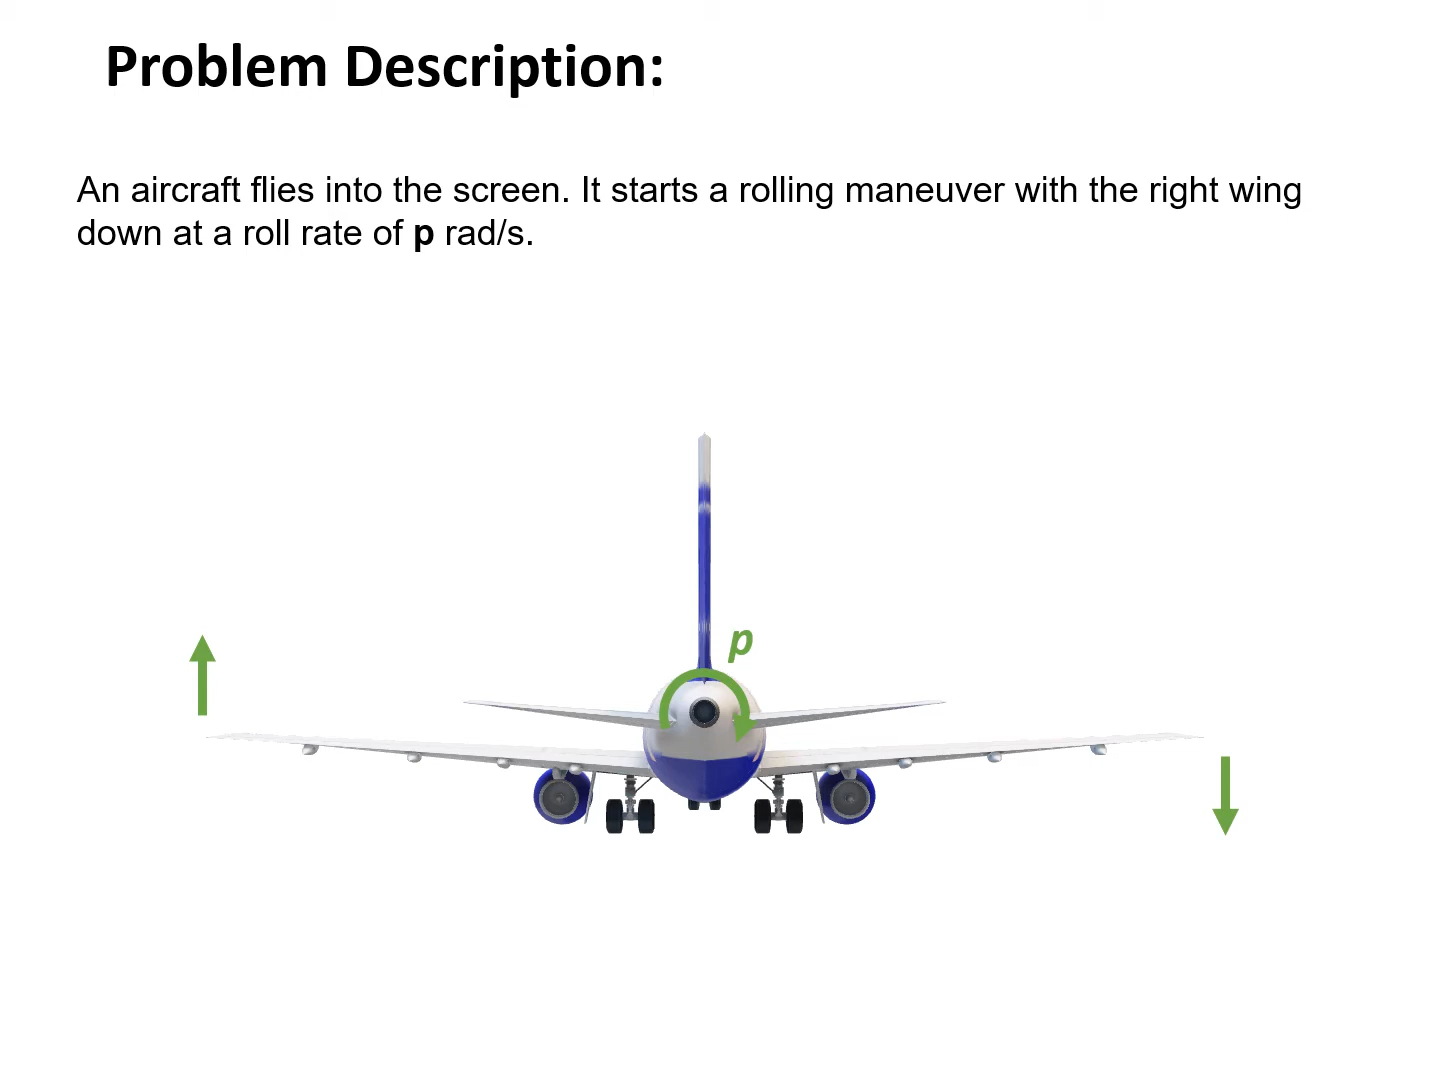 Problem Description:
An aircraft flies into the screen. It starts a rolling maneuver with the right wing
down at a roll rate of p rad/s.
p